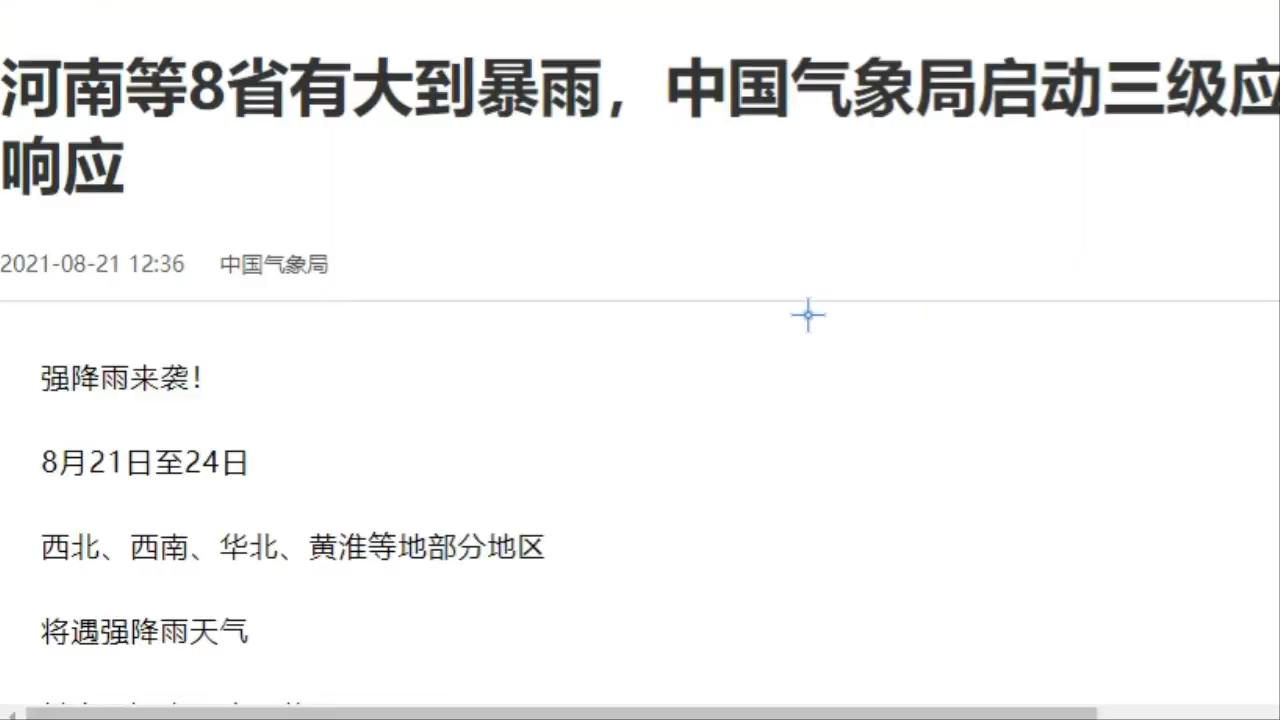 河南等8省有大到暴雨，中国气象局启动三级应
响应
2021-08-21 12:36 中国气象局
强降雨来袭！
8月21日至24日
西北、西南、华北、黄淮等地部分地区
将遇强降雨天气